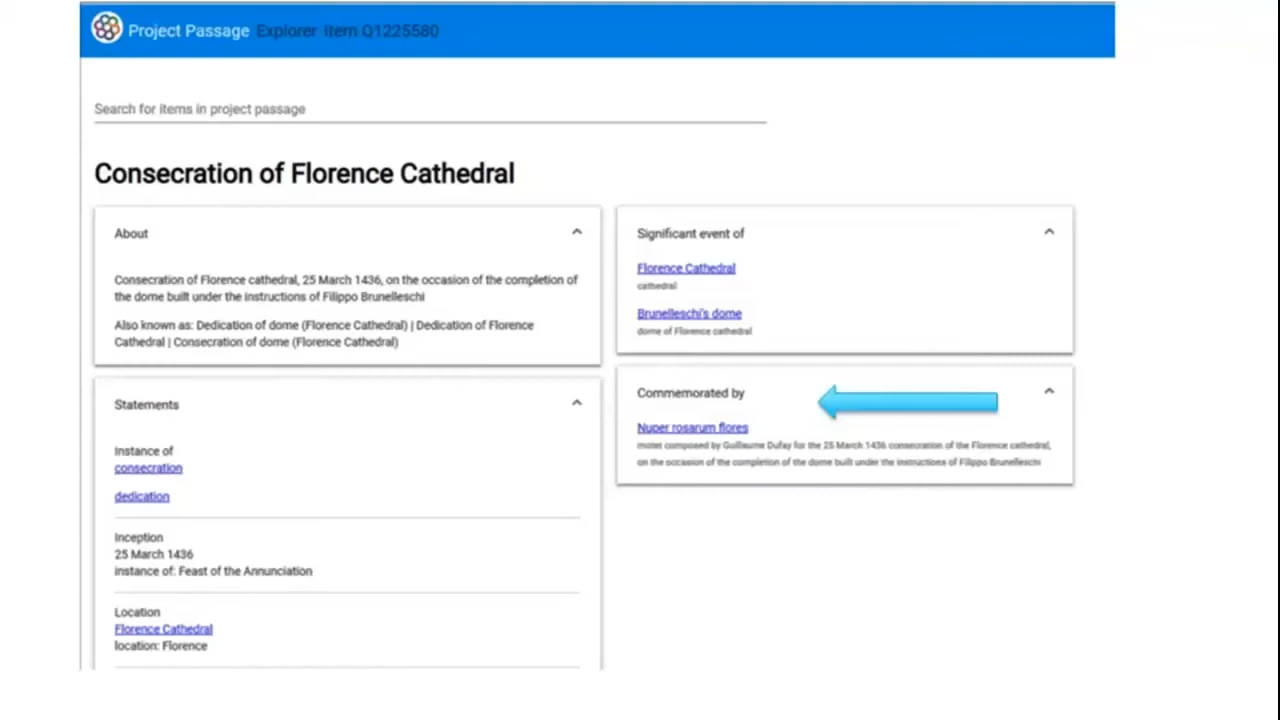 Project Passage Explorer Item Q1225580
Search for items in project passage
Consecration of Florence Cathedral
About
Consecration of Florence cathedral, 25 March 1436, on the occasion of the completion of
the dome built under the instructions of Filippo Brunelleschi
Also known as: Dedication of dome (Florence Cathedral) | Dedication of Florence
Cathedral | Consecration of dome (Florence Cathedral)
Statements
Instance of
consecration
dedication
Inception
25 March 1436
instance of: Feast of the Annunciation
Location
Florence Cathedral
location: Florence
Significant event of
Florence Cathedral
cathedral
Brunelleschi's dome
dome of Florence cathedral
Commemorated by
Nuper rosarum flores
motet composed by Guillaume Dufay for the 25 March 1436 consecration of the Florence cathedral,
on the occasion of the completion of the dome built under the instructions of Filippo Brunelleschi